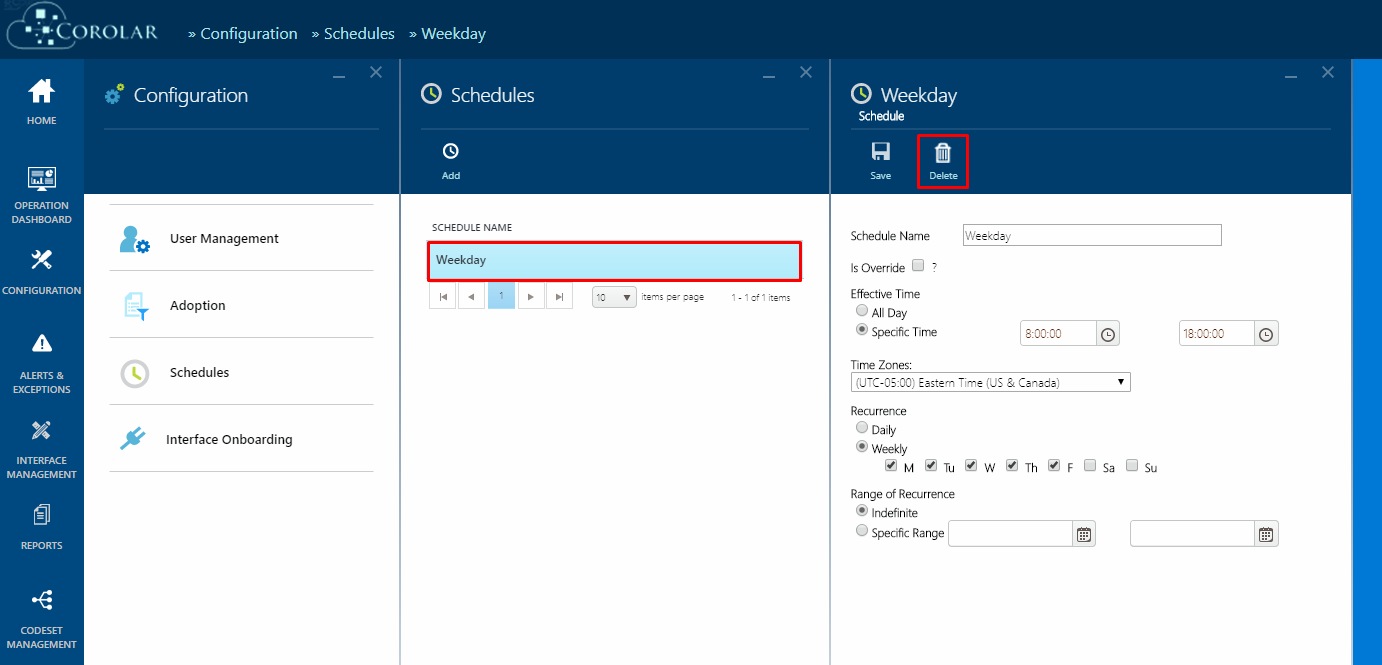 COROLAR
» Configuration » Schedules » Weekday
HOME
OPERATION
DASHBOARD
CONFIGURATION
ALERTS &
EXCEPTIONS
INTERFACE
MANAGEMENT
REPORTS
CODESET
MANAGEMENT
Configuration
User Management
Adoption
Schedules
Interface Onboarding
Schedules
Add
SCHEDULE NAME
Weekday
1 10 items per page 1 - 1 of 1 items
Weekday
Schedule
Save Delete
Schedule Name Weekday
Is Override ?
Effective Time
All Day
Specific Time 8:00:00 18:00:00
Time Zones:
(UTC-05:00) Eastern Time (US & Canada)
Recurrence
Daily
Weekly
M Tu W Th F Sa Su
Range of Recurrence
Indefinite
Specific Range